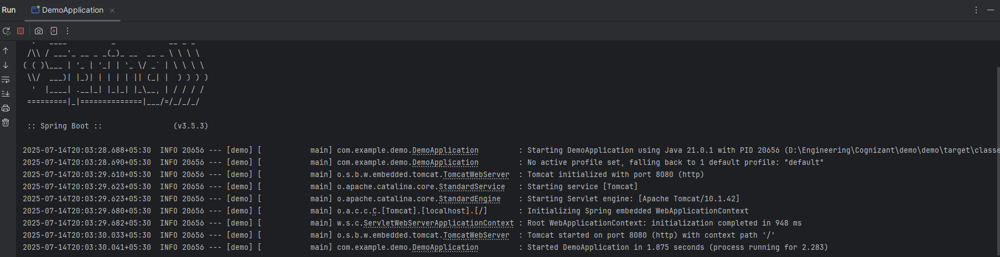 Run DemoApplication
  .   ____          _            __ _ _
 /\\ / ___'_ __ _ _(_)_ __  __ _ \ \ \ \
( ( )\___ | '_ | '_| | '_ \/ _` | \ \ \ \
 \\/  ___)| |_)| | | | | || (_| |  ) ) ) )
  '  |____| .__|_| |_|_| |_\__, | / / / /
 =========|_|==============|___/=/_/_/_/
 :: Spring Boot ::                (v3.5.3)
2025-07-14T20:03:28.688+05:30  INFO 20656 --- [demo] [           main] com.example.demo.DemoApplication         : Starting DemoApplication using Java 21.0.1 with PID 20656 (D:\Engineering\Cognizant\demo\demo\target\classe
2025-07-14T20:03:28.690+05:30  INFO 20656 --- [demo] [           main] com.example.demo.DemoApplication         : No active profile set, falling back to 1 default profile: "default"
2025-07-14T20:03:29.610+05:30  INFO 20656 --- [demo] [           main] o.s.b.w.embedded.tomcat.TomcatWebServer  : Tomcat initialized with port 8080 (http)
2025-07-14T20:03:29.623+05:30  INFO 20656 --- [demo] [           main] o.apache.catalina.core.StandardService   : Starting service [Tomcat]
2025-07-14T20:03:29.623+05:30  INFO 20656 --- [demo] [           main] o.apache.catalina.core.StandardEngine    : Starting Servlet engine: [Apache Tomcat/10.1.42]
2025-07-14T20:03:29.680+05:30  INFO 20656 --- [demo] [           main] o.a.c.c.C.[Tomcat].[localhost].[/]       : Initializing Spring embedded WebApplicationContext
2025-07-14T20:03:29.682+05:30  INFO 20656 --- [demo] [           main] w.s.c.ServletWebServerApplicationContext : Root WebApplicationContext: initialization completed in 948 ms
2025-07-14T20:03:30.033+05:30  INFO 20656 --- [demo] [           main] o.s.b.w.embedded.tomcat.TomcatWebServer  : Tomcat started on port 8080 (http) with context path '/'
2025-07-14T20:03:30.041+05:30  INFO 20656 --- [demo] [           main] com.example.demo.DemoApplication         : Started DemoApplication in 1.875 seconds (process running for 2.283)